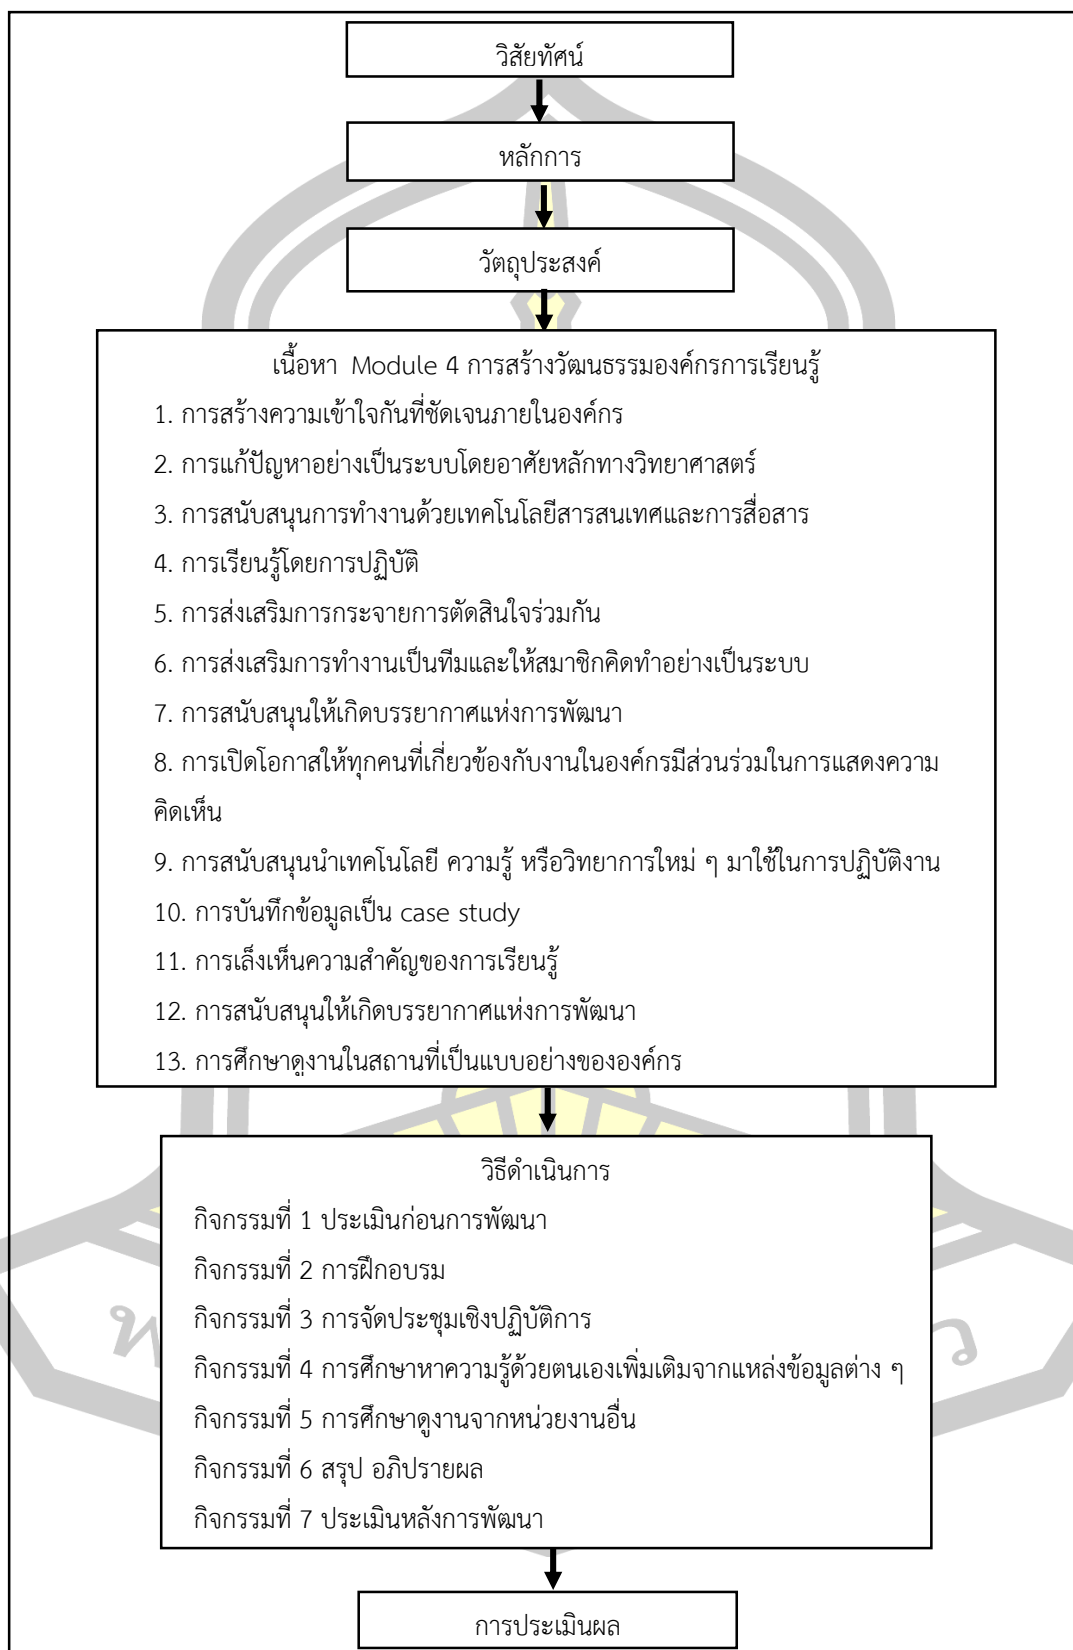 วิสัยทัศน์
หลักการ
วัตถุประสงค์
เนื้อหา Module 4 การสร้างวัฒนธรรมองค์กรการเรียนรู้
1. การสร้างความเข้าใจกันที่ชัดเจนภายในองค์กร
2. การแก้ปัญหาอย่างเป็นระบบโดยอาศัยหลักทางวิทยาศาสตร์
3. การสนับสนุนการทำงานด้วยเทคโนโลยีสารสนเทศและการสื่อสาร
4. การเรียนรู้โดยการปฏิบัติ
5. การส่งเสริมการกระจายการตัดสินใจร่วมกัน
6. การส่งเสริมการทำงานเป็นทีมและให้สมาชิกคิดทำอย่างเป็นระบบ
7. การสนับสนุนให้เกิดบรรยากาศแห่งการพัฒนา
8. การเปิดโอกาสให้ทุกคนที่เกี่ยวข้องกับงานในองค์กรมีส่วนร่วมในการแสดงความ
คิดเห็น
9. การสนับสนุนนำเทคโนโลยี ความรู้ หรือวิทยาการใหม่ ๆ มาใช้ในการปฏิบัติงาน
10. การบันทึกข้อมูลเป็น case study
11. การเล็งเห็นความสำคัญของการเรียนรู้
12. การสนับสนุนให้เกิดบรรยากาศแห่งการพัฒนา
13. การศึกษาดูงานในสถานที่เป็นแบบอย่างขององค์กร
วิธีดำเนินการ
กิจกรรมที่ 1 ประเมินก่อนการพัฒนา
กิจกรรมที่ 2 การฝึกอบรม
กิจกรรมที่ 3 การจัดประชุมเชิงปฏิบัติการ
กิจกรรมที่ 4 การศึกษาหาความรู้ด้วยตนเองเพิ่มเติมจากแหล่งข้อมูลต่าง ๆ
กิจกรรมที่ 5 การศึกษาดูงานจากหน่วยงานอื่น
กิจกรรมที่ 6 สรุป อภิปรายผล
กิจกรรมที่ 7 ประเมินหลังการพัฒนา
การประเมินผล